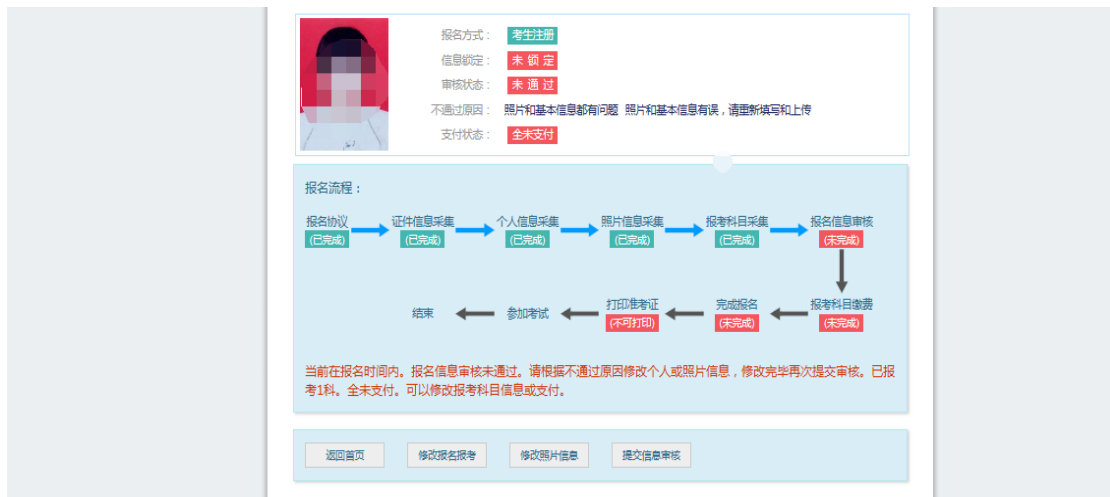 报名方式： 考生注册
信息锁定： 未 锁 定
审核状态： 未 通 过
不通过原因： 照片和基本信息都有问题 照片和基本信息有误，请重新填写和上传
支付状态： 全未支付
报名流程：
报名协议 证件信息采集 个人信息采集 照片信息采集 报考科目采集 报名信息审核
(已完成) (已完成) (已完成) (已完成) (已完成) (未完成)
结束 参加考试 打印准考证 完成报名 报考科目缴费
(不可打印) (未完成) (未完成)
当前在报名时间内。报名信息审核未通过。请根据不通过原因修改个人或照片信息，修改完毕再次提交审核。已报
考1科。全未支付。可以修改报考科目信息或支付。
返回首页 修改报名报考 修改照片信息 提交信息审核